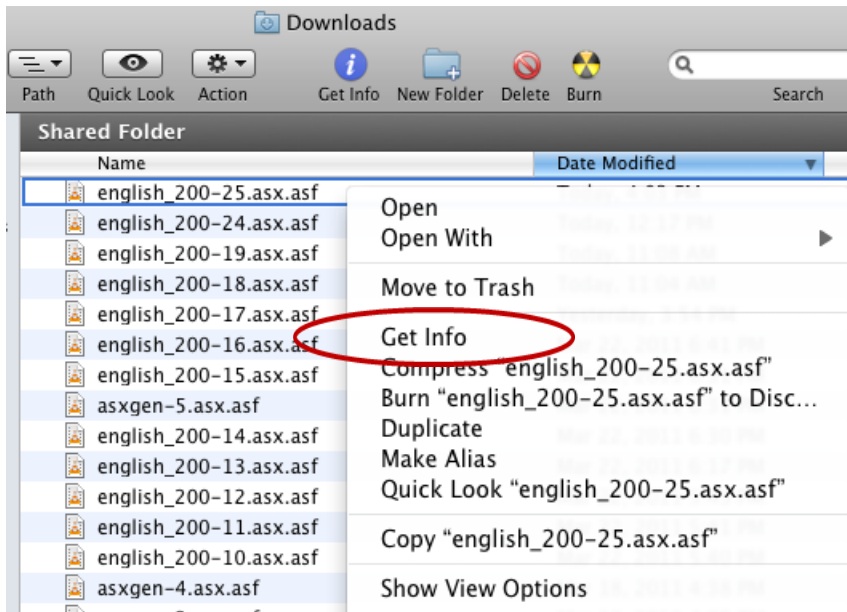 Downloads
Path Quick Look Action Get Info New Folder Delete Burn Search
Shared Folder
Name Date Modified
english_200-25.asx.asf
english_200-24.asx.asf
english_200-19.asx.asf
english_200-18.asx.asf
english_200-17.asx.asf
english_200-16.asx.asf
english_200-15.asx.asf
asxgen-5.asx.asf
english_200-14.asx.asf
english_200-13.asx.asf
english_200-12.asx.asf
english_200-11.asx.asf
english_200-10.asx.asf
asxgen-4.asx.asf
Open
Open With
Move to Trash
Get Info
Compress “english_200-25.asx.asf”
Burn “english_200-25.asx.asf” to Disc...
Duplicate
Make Alias
Quick Look “english_200-25.asx.asf”
Copy “english_200-25.asx.asf”
Show View Options